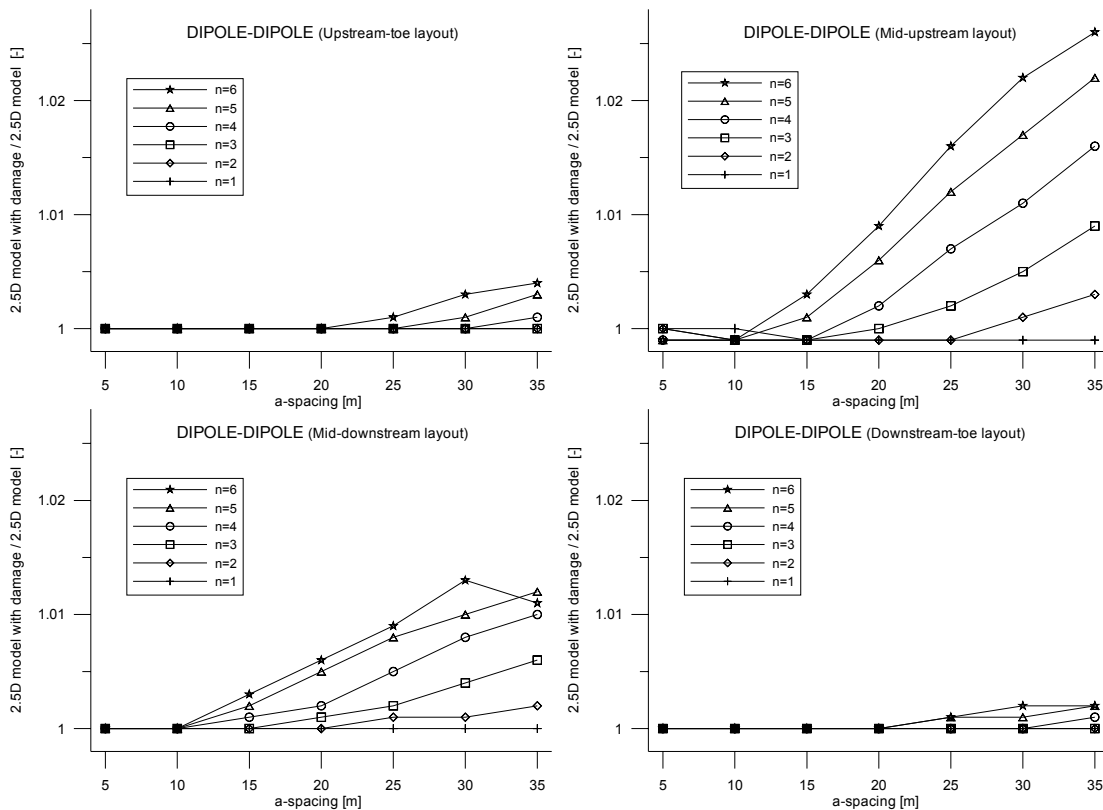 DIPOLE-DIPOLE (Upstream-toe layout)
2.5D model with damage / 2.5D model [-]
n=6
n=5
n=4
n=3
n=2
n=1
1.02
1.01
1
5 10 15 20 25 30 35
a-spacing [m]
DIPOLE-DIPOLE (Mid-upstream layout)
2.5D model with damage / 2.5D model [-]
n=6
n=5
n=4
n=3
n=2
n=1
1.02
1.01
1
5 10 15 20 25 30 35
a-spacing [m]
DIPOLE-DIPOLE (Mid-downstream layout)
2.5D model with damage / 2.5D model [-]
n=6
n=5
n=4
n=3
n=2
n=1
1.02
1.01
1
5 10 15 20 25 30 35
a-spacing [m]
DIPOLE-DIPOLE (Downstream-toe layout)
2.5D model with damage / 2.5D model [-]
n=6
n=5
n=4
n=3
n=2
n=1
1.02
1.01
1
5 10 15 20 25 30 35
a-spacing [m]